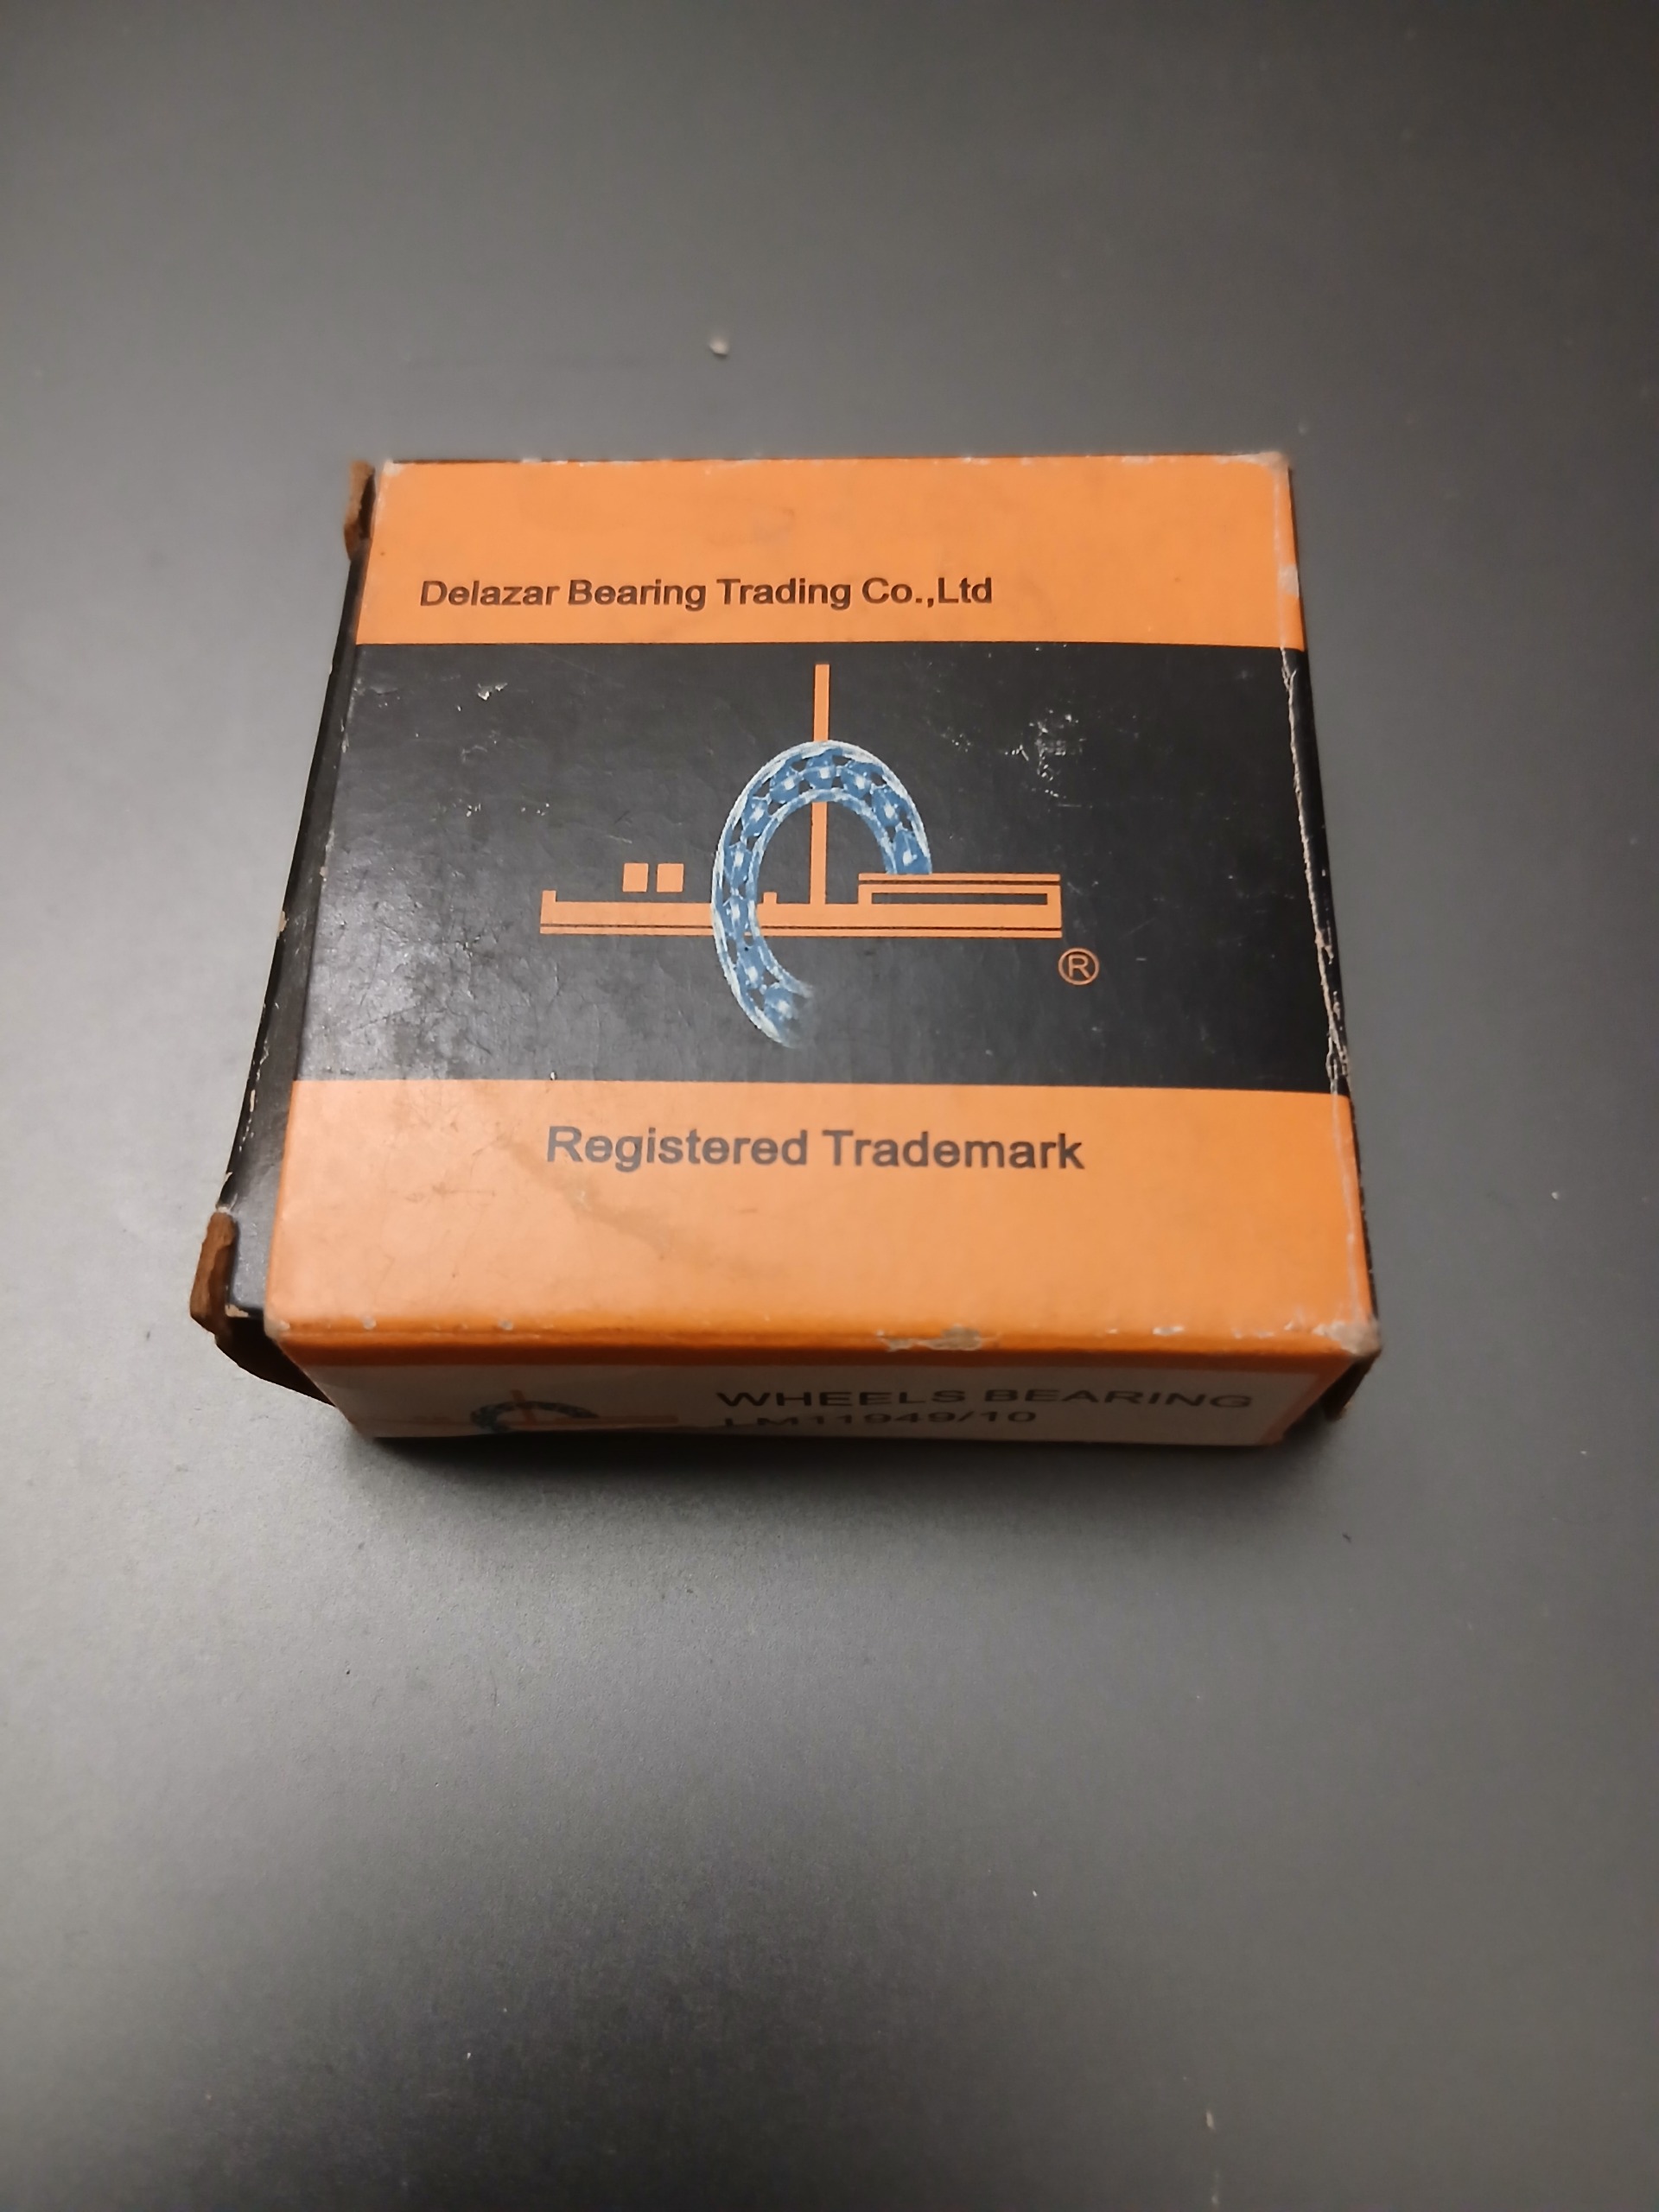 Delazar Bearing Trading Co.,Ltd
®
Registered Trademark
WHEELS BEARING
LM11949/10